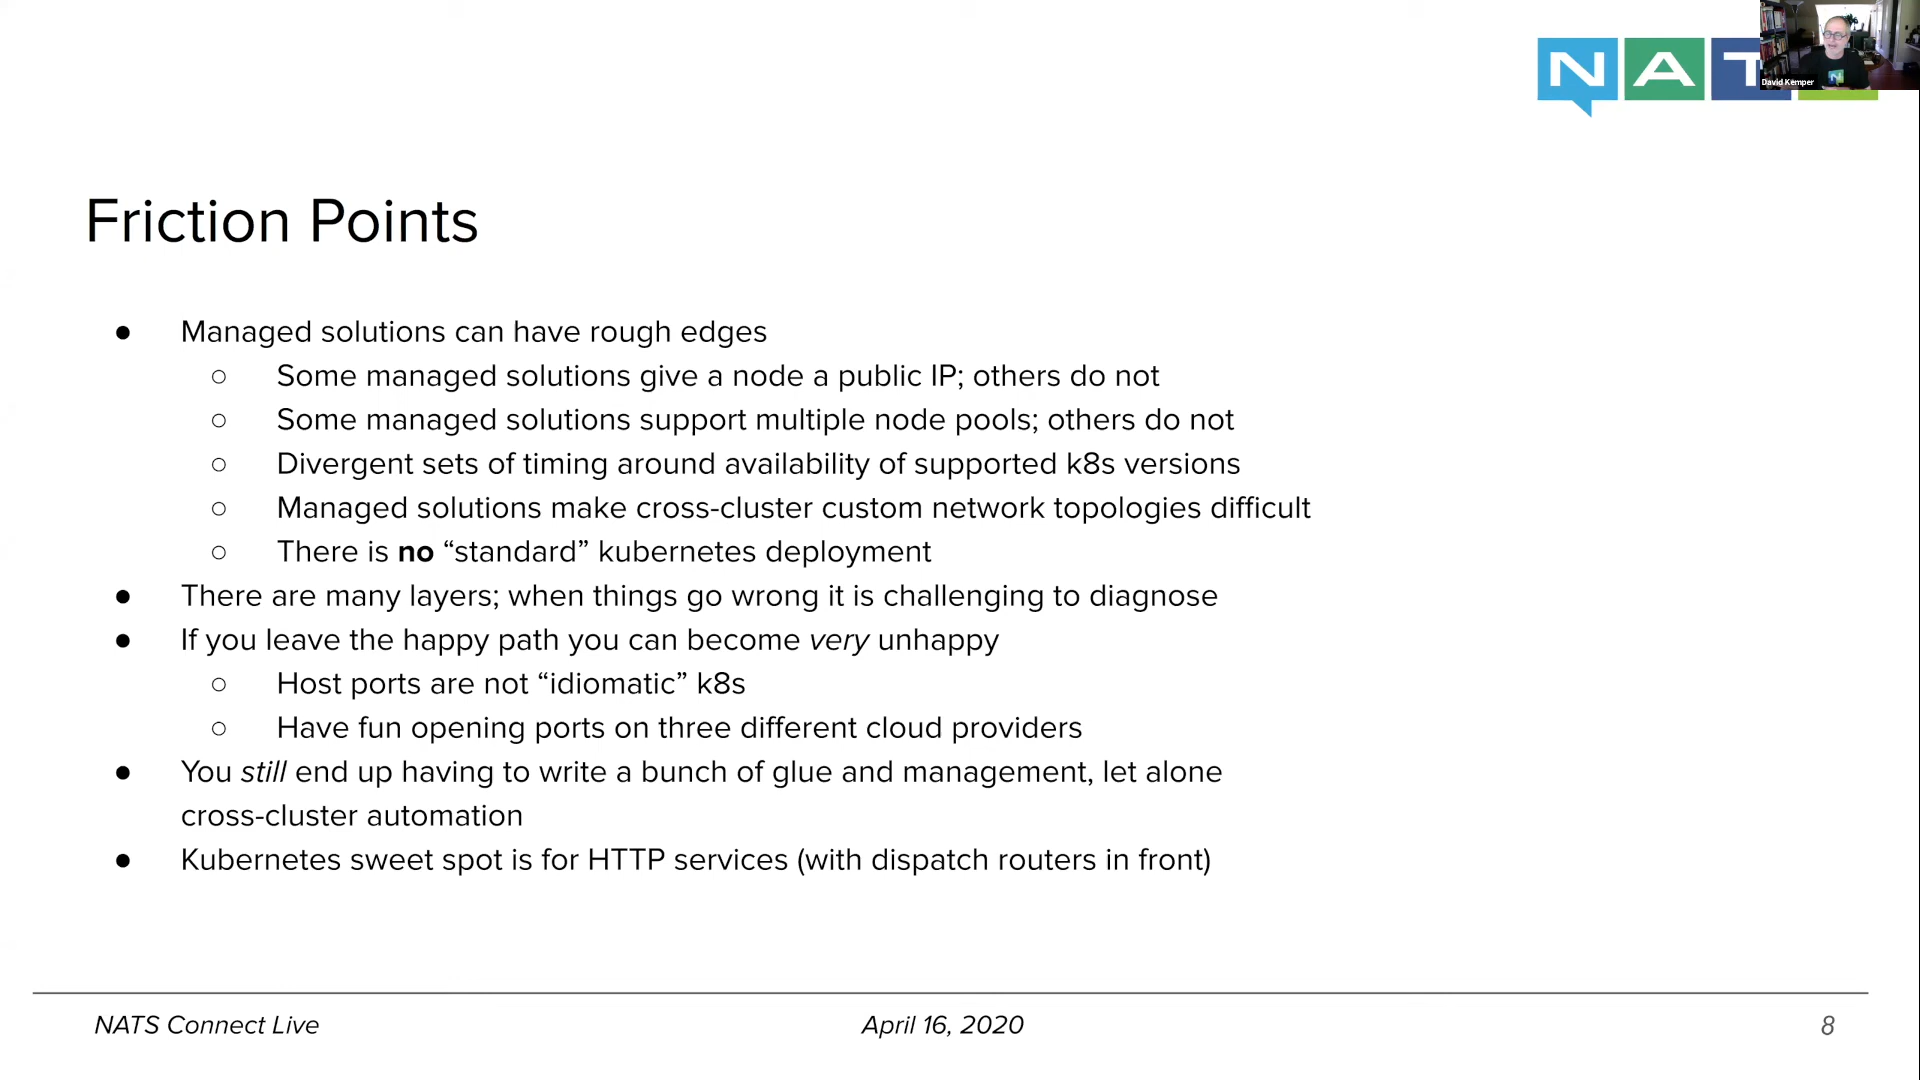 NAT
David Kemper
Friction Points
● Managed solutions can have rough edges
○ Some managed solutions give a node a public IP; others do not
○ Some managed solutions support multiple node pools; others do not
○ Divergent sets of timing around availability of supported k8s versions
○ Managed solutions make cross-cluster custom network topologies difficult
○ There is no “standard” kubernetes deployment
● There are many layers; when things go wrong it is challenging to diagnose
● If you leave the happy path you can become very unhappy
○ Host ports are not “idiomatic” k8s
○ Have fun opening ports on three different cloud providers
● You still end up having to write a bunch of glue and management, let alone
cross-cluster automation
● Kubernetes sweet spot is for HTTP services (with dispatch routers in front)
NATS Connect Live
April 16, 2020
8